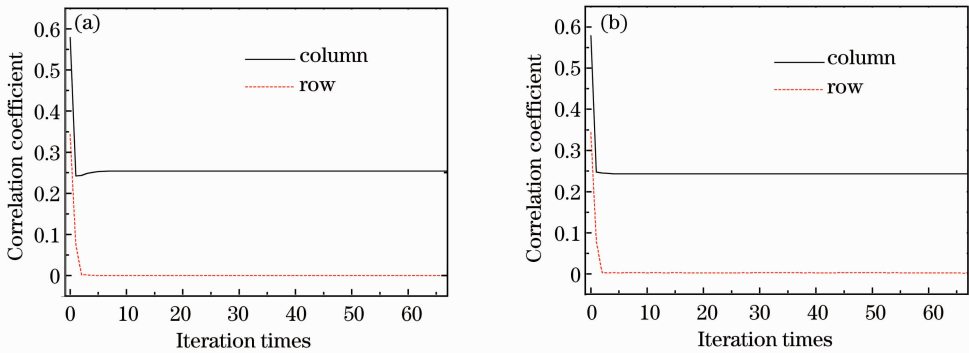 (a)
column
row
Correlation coefficient
0.6
0.5
0.4
0.3
0.2
0.1
0
0 10 20 30 40 50 60
Iteration times
(b)
column
row
Correlation coefficient
0.6
0.5
0.4
0.3
0.2
0.1
0
0 10 20 30 40 50 60
Iteration times